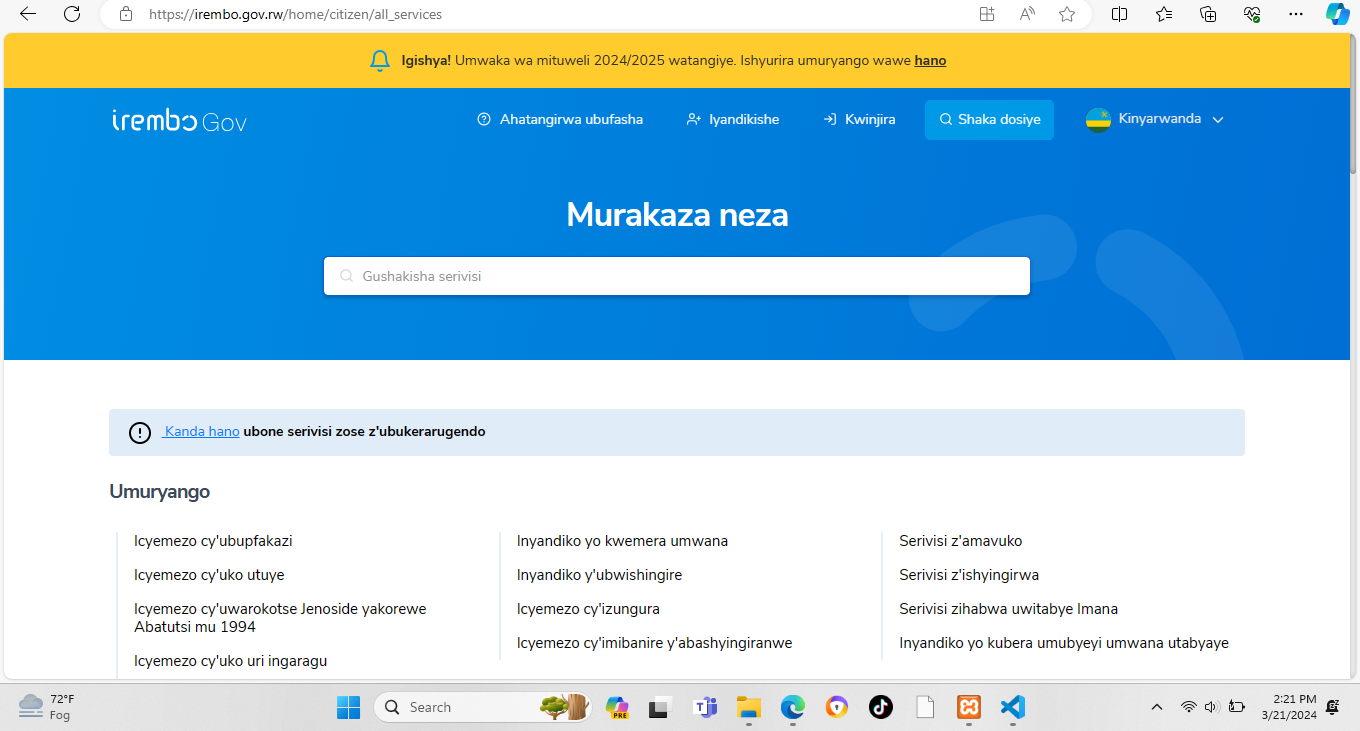 https://irembo.gov.rw/home/citizen/all_services
Igishya! Umwaka wa mituweli 2024/2025 watangiye. Ishyurira umuryango wawe hano
irembo Gov
Ahatangirwa ubufasha
Iyandikishe
Kwinjira
Shaka dosiye
Kinyarwanda
Murakaza neza
Gushakisha serivisi
Kanda hano ubone serivisi zose z'ubukerarugendo
Umuryango
Icyemezo cy'ubupfakazi
Icyemezo cy'uko utuye
Icyemezo cy'uwarokotse Jenoside yakorewe
Abatutsi mu 1994
Icyemezo cy'uko uri ingaragu
Inyandiko yo kwemera umwana
Inyandiko y'ubwishingire
Icyemezo cy'izungura
Icyemezo cy'imibanire y'abashyingiranwe
Serivisi z'amavuko
Serivisi z'ishyingirwa
Serivisi zihabwa uwitabye Imana
Inyandiko yo kubera umubyeyi umwana utabyaye
72°F
Fog
Search
PRE
2:21 PM
3/21/2024